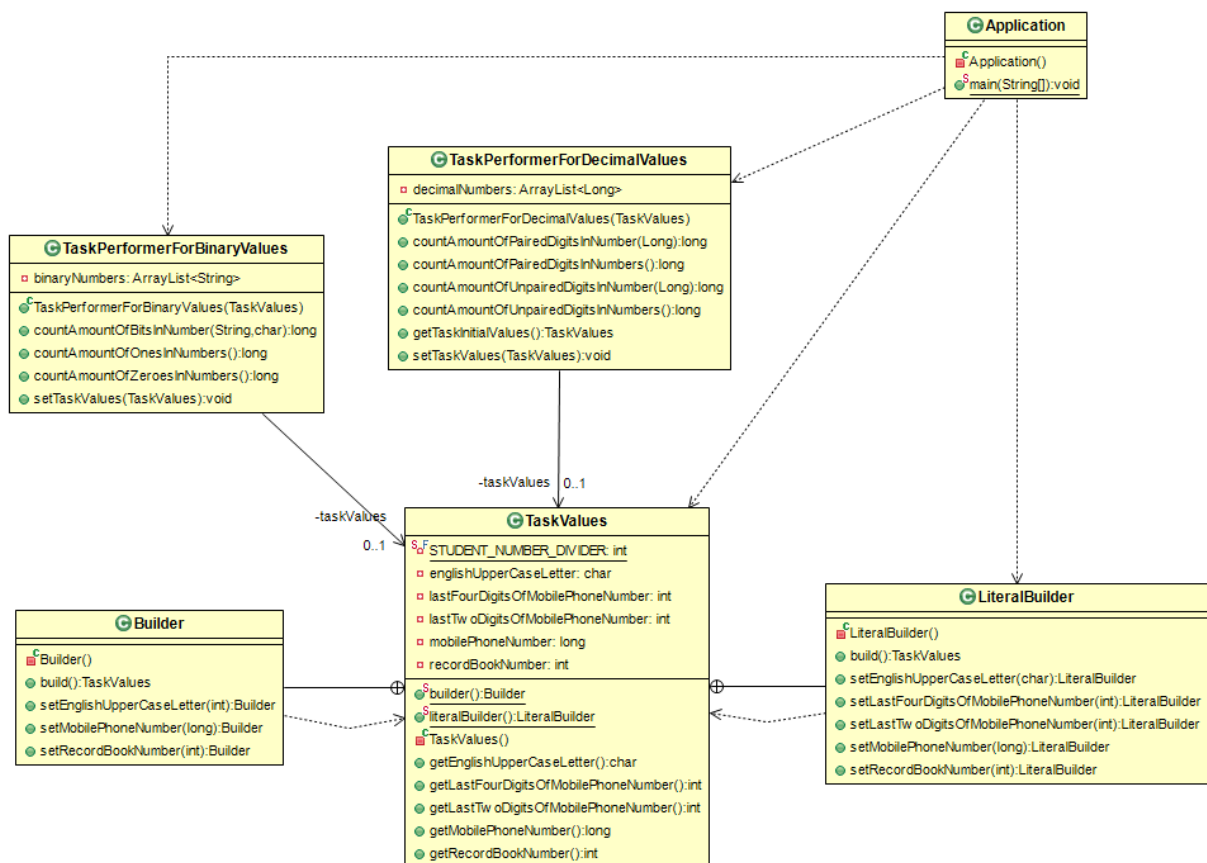 Application
Application()
main(String[]):void
TaskPerformerForDecimalValues
decimalNumbers: ArrayList<Long>
TaskPerformerForDecimalValues(TaskValues)
countAmountOfPairedDigitsInNumber(Long):long
countAmountOfPairedDigitsInNumbers():long
countAmountOfUnpairedDigitsInNumber(Long):long
countAmountOfUnpairedDigitsInNumbers():long
getTaskInitialValues():TaskValues
setTaskValues(TaskValues):void
TaskPerformerForBinaryValues
binaryNumbers: ArrayList<String>
TaskPerformerForBinaryValues(TaskValues)
countAmountOfBitsInNumber(String,char):long
countAmountOfOnesInNumbers():long
countAmountOfZeroesInNumbers():long
setTaskValues(TaskValues):void
-taskValues 0..1
-taskValues
0..1
TaskValues
STUDENT_NUMBER_DIVIDER: int
englishUpperCaseLetter: char
lastFourDigitsOfMobilePhoneNumber: int
lastTwoDigitsOfMobilePhoneNumber: int
mobilePhoneNumber: long
recordBookNumber: int
builder():Builder
literalBuilder():LiteralBuilder
TaskValues()
getEnglishUpperCaseLetter():char
getLastFourDigitsOfMobilePhoneNumber():int
getLastTwoDigitsOfMobilePhoneNumber():int
getMobilePhoneNumber():long
getRecordBookNumber():int
Builder
Builder()
build():TaskValues
setEnglishUpperCaseLetter(int):Builder
setMobilePhoneNumber(long):Builder
setRecordBookNumber(int):Builder
LiteralBuilder
LiteralBuilder()
build():TaskValues
setEnglishUpperCaseLetter(char):LiteralBuilder
setLastFourDigitsOfMobilePhoneNumber(int):LiteralBuilder
setLastTwoDigitsOfMobilePhoneNumber(int):LiteralBuilder
setMobilePhoneNumber(long):LiteralBuilder
setRecordBookNumber(int):LiteralBuilder